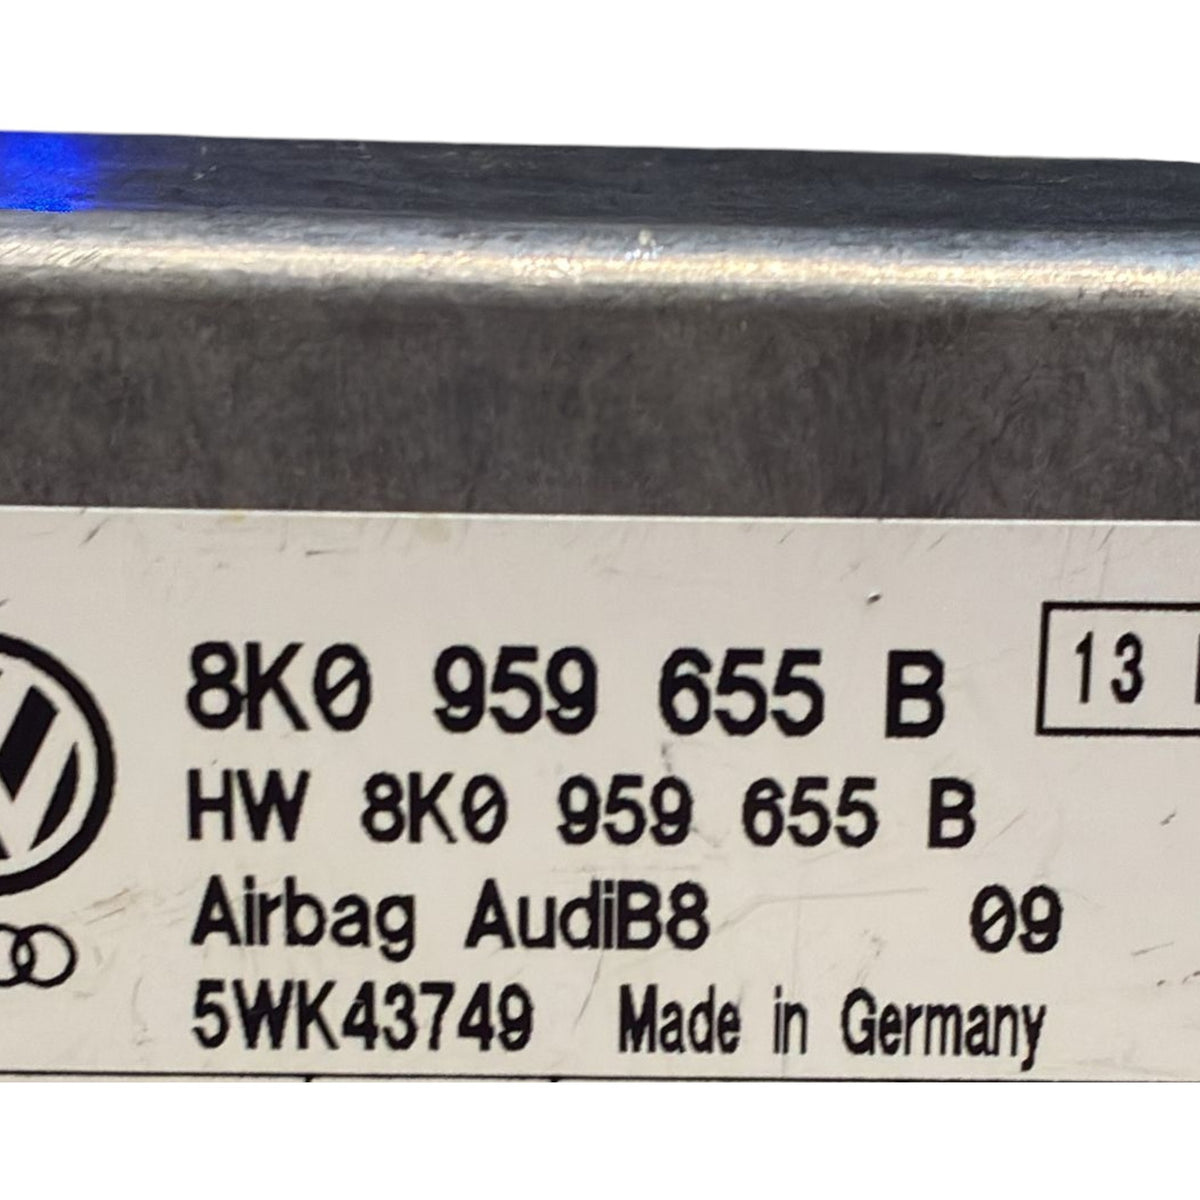 8K0 959 655 B
13
HW 8K0 959 655 B
Airbag AudiB8 09
5WK43749 Made in Germany